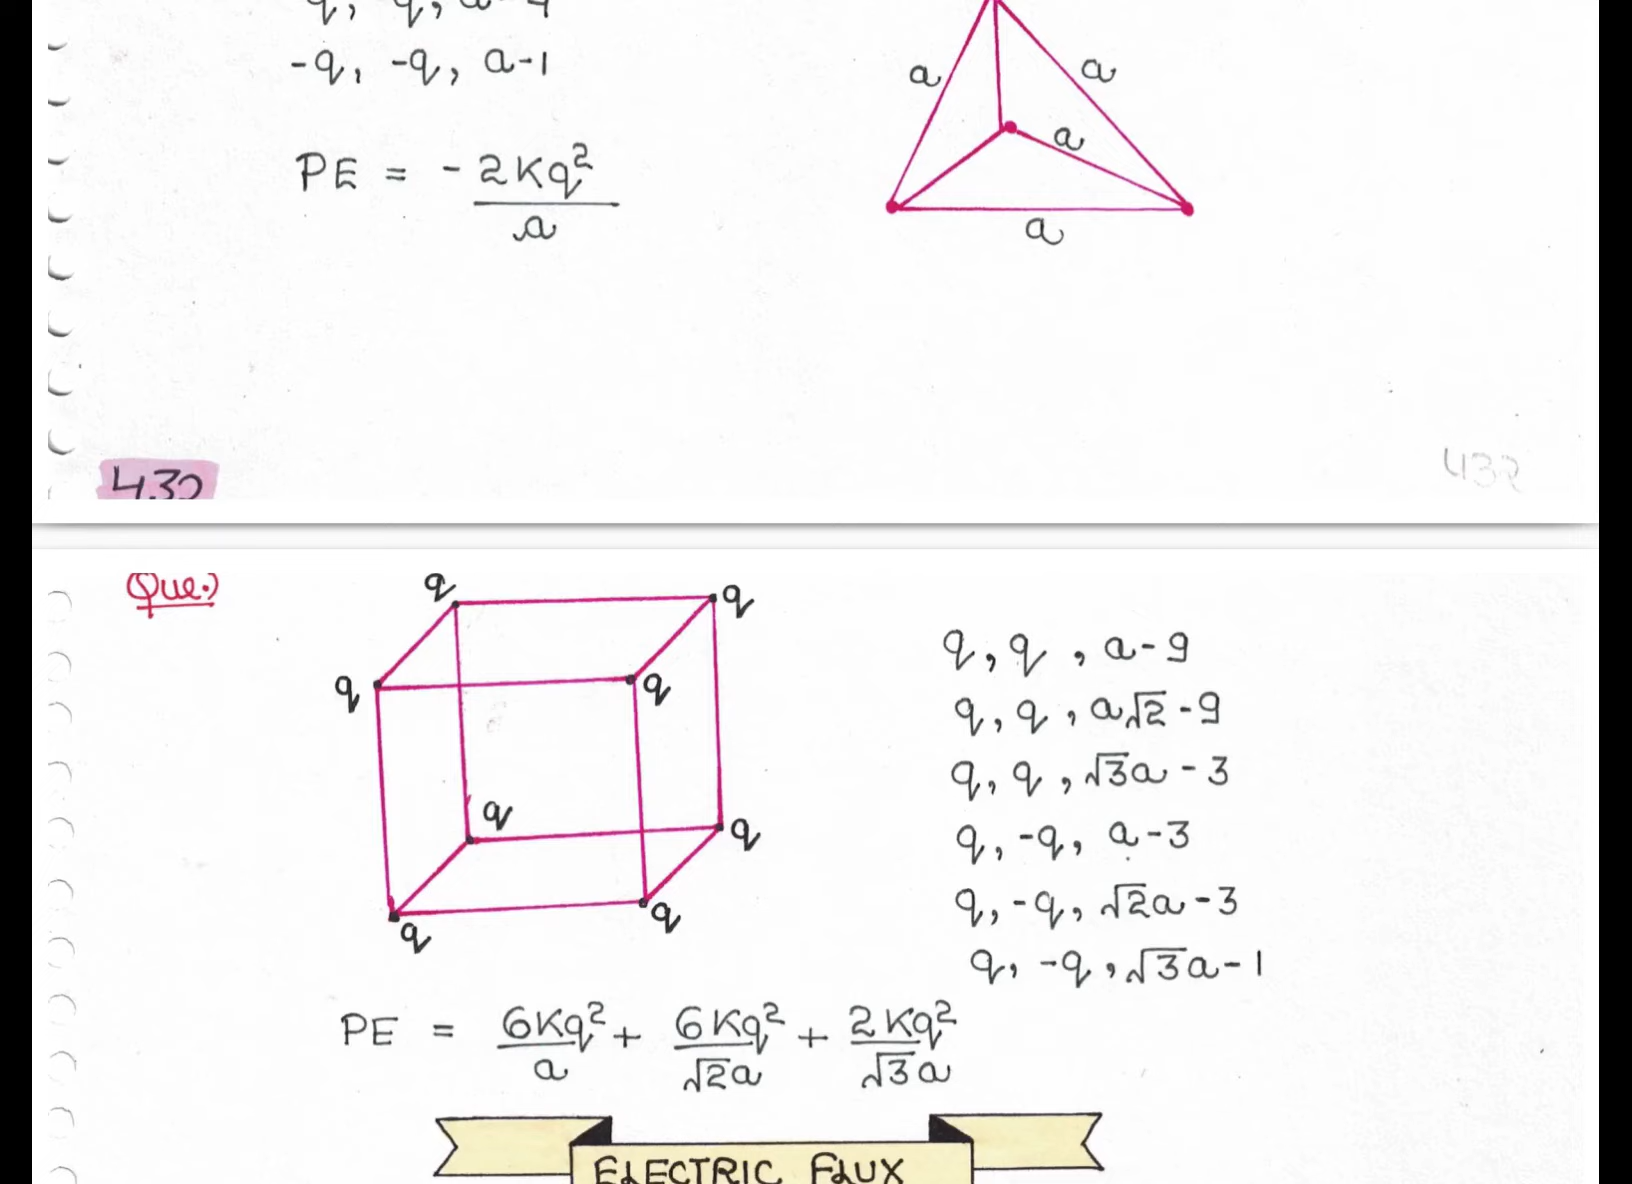 -q, -q, a-1
a
a
a
a
PE = - 2Kq²
a
430
432
Que.)
q
q
q
q
q
q
q
q
q, q, a-9
q, q, a√2-9
q, q, √3a-3
q, -q, a-3
q, -q, √2a-3
q, -q, √3a-1
PE = 6Kq²/a + 6Kq²/√2a + 2Kq²/√3a
ELECTRIC FLUX